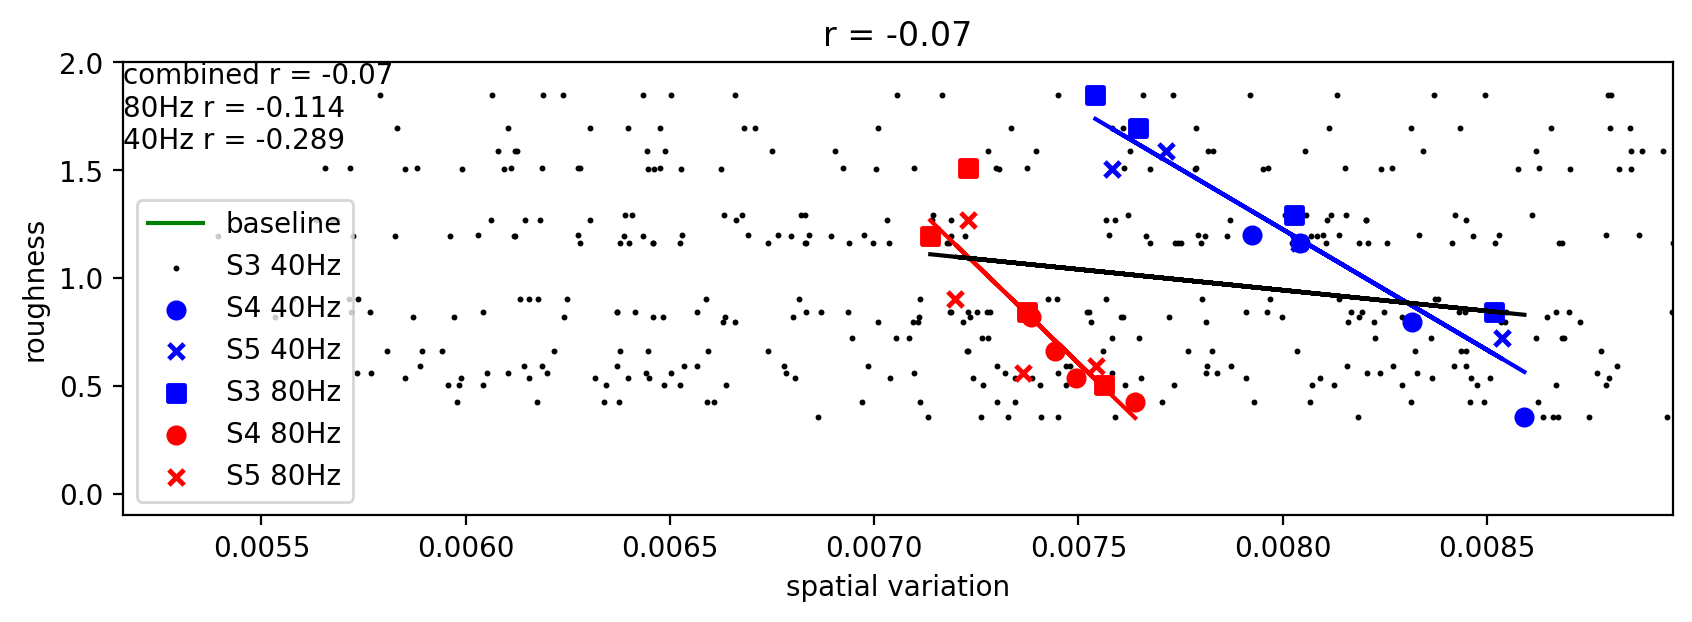 r = -0.07
combined r = -0.07
80Hz r = -0.114
40Hz r = -0.289
2.0
1.5
1.0
0.5
0.0
roughness
baseline
S3 40Hz
S4 40Hz
S5 40Hz
S3 80Hz
S4 80Hz
S5 80Hz
0.0055 0.0060 0.0065 0.0070 0.0075 0.0080 0.0085
spatial variation